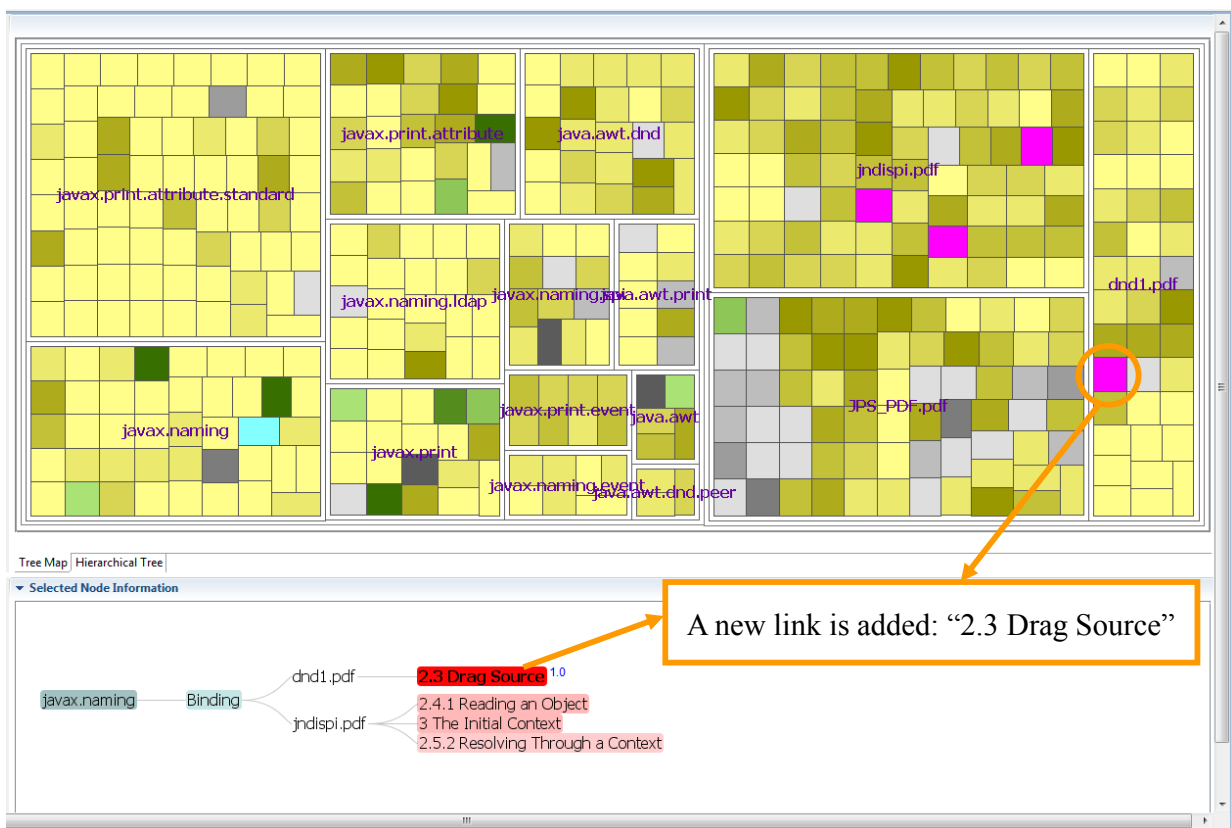 javax.print.attribute
java.awt.dnd
jndispi.pdf
javax.print.attribute.standard
dnd1.pdf
javax.naming.ldap
javax.naming.spi
java.awt.print
JPS_PDF.pdf
javax.print.event
java.awt
javax.naming
javax.print
javax.naming.event
java.awt.dnd.peer
Tree Map
Hierarchical Tree
Selected Node Information
A new link is added: “2.3 Drag Source”
dnd1.pdf
2.3 Drag Source 1.0
javax.naming
Binding
2.4.1 Reading an Object
jndispi.pdf
3 The Initial Context
2.5.2 Resolving Through a Context